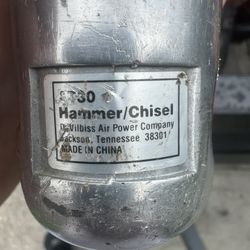 Hammer/Chisel
DeVilbiss Air Power Company
Jackson, Tennessee 38301
MADE IN CHINA